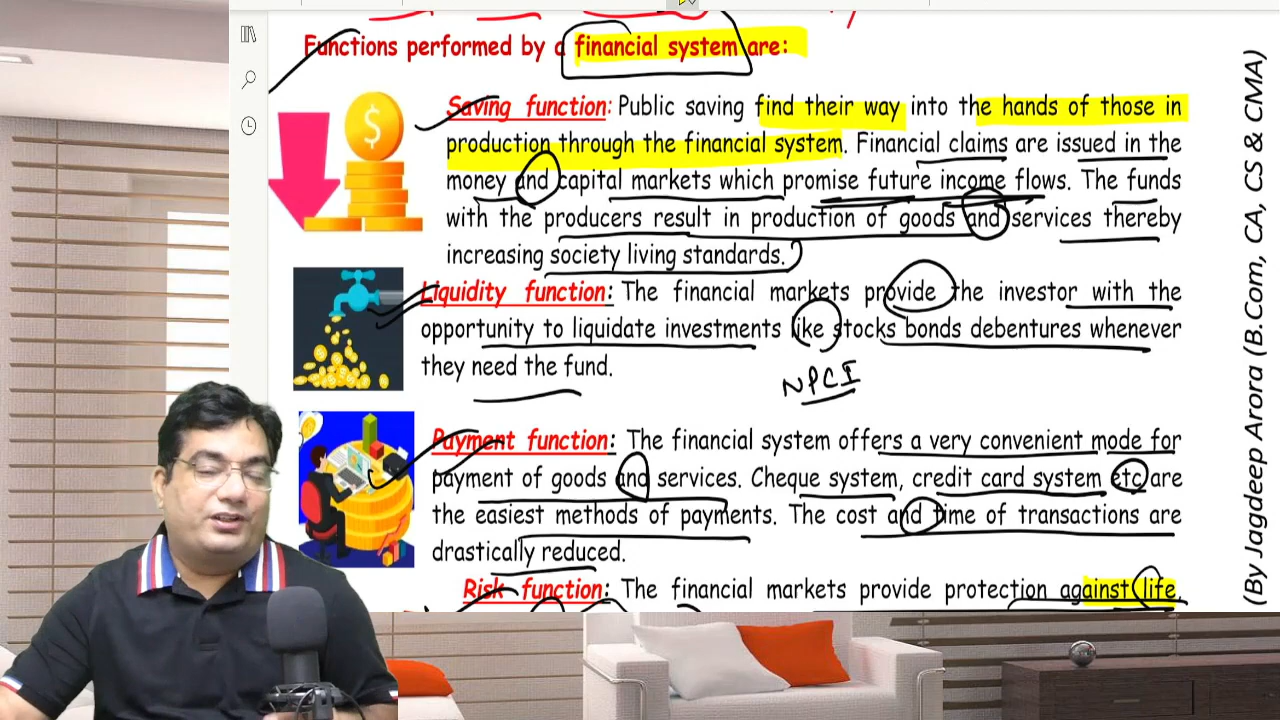 Functions performed by a financial system are:
Saving function: Public saving find their way into the hands of those in
production through the financial system. Financial claims are issued in the
money and capital markets which promise future income flows. The funds
with the producers result in production of goods and services thereby
increasing society living standards.
Liquidity function: The financial markets provide the investor with the
opportunity to liquidate investments like stocks bonds debentures whenever
they need the fund.
NPCI
Payment function: The financial system offers a very convenient mode for
payment of goods and services. Cheque system, credit card system etc are
the easiest methods of payments. The cost and time of transactions are
drastically reduced.
Risk function: The financial markets provide protection against life,
(By Jagdeep Arora (B.Com, CA, CS & CMA)